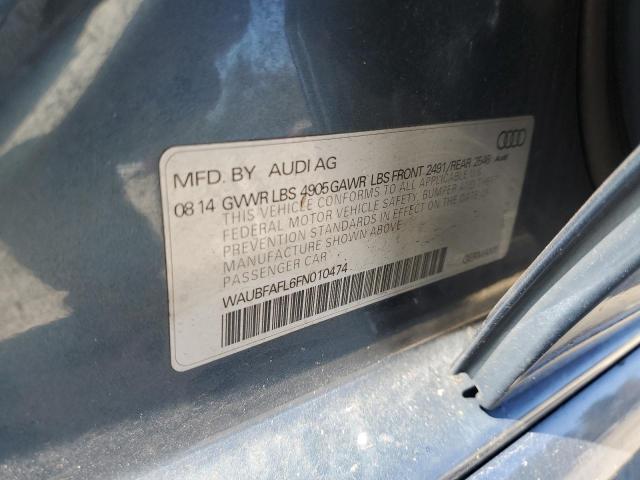 MFD. BY AUDI AG
08 14 GVWR LBS 4905 GAWR LBS FRONT 2491/REAR 2546
Audi
THIS VEHICLE CONFORMS TO ALL APPLICABLE U.S.
FEDERAL MOTOR VEHICLE SAFETY, BUMPER AND THEFT
PREVENTION STANDARDS IN EFFECT ON THE DATE OF
MANUFACTURE SHOWN ABOVE
PASSENGER CAR
GERMANY
WAUBFAFL6FN010474